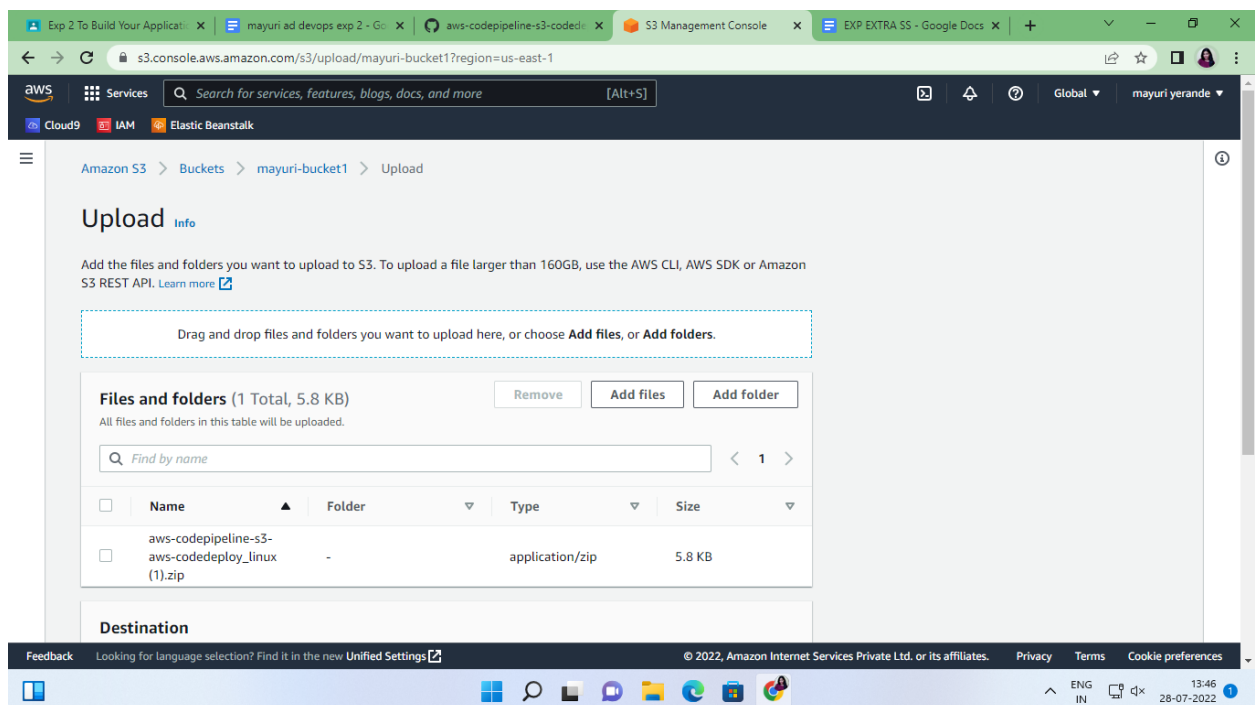 Exp 2 To Build Your Applicatio
mayuri ad devops exp 2 - Go
aws-codepipeline-s3-codede
S3 Management Console
EXP EXTRA SS - Google Docs
s3.console.aws.amazon.com/s3/upload/mayuri-bucket1?region=us-east-1
aws
Services
Search for services, features, blogs, docs, and more
[Alt+S]
Global
mayuri yerande
Cloud9
IAM
Elastic Beanstalk
Amazon S3 > Buckets > mayuri-bucket1 > Upload
Upload Info
Add the files and folders you want to upload to S3. To upload a file larger than 160GB, use the AWS CLI, AWS SDK or Amazon
S3 REST API. Learn more
Drag and drop files and folders you want to upload here, or choose Add files, or Add folders.
Files and folders (1 Total, 5.8 KB)
Remove
Add files
Add folder
All files and folders in this table will be uploaded.
Find by name
1
Name
Folder
Type
Size
aws-codepipeline-s3-
aws-codedeploy_linux
(1).zip
-
application/zip
5.8 KB
Destination
Feedback
Looking for language selection? Find it in the new Unified Settings
© 2022, Amazon Internet Services Private Ltd. or its affiliates.
Privacy
Terms
Cookie preferences
ENG
IN
13:46
28-07-2022
1